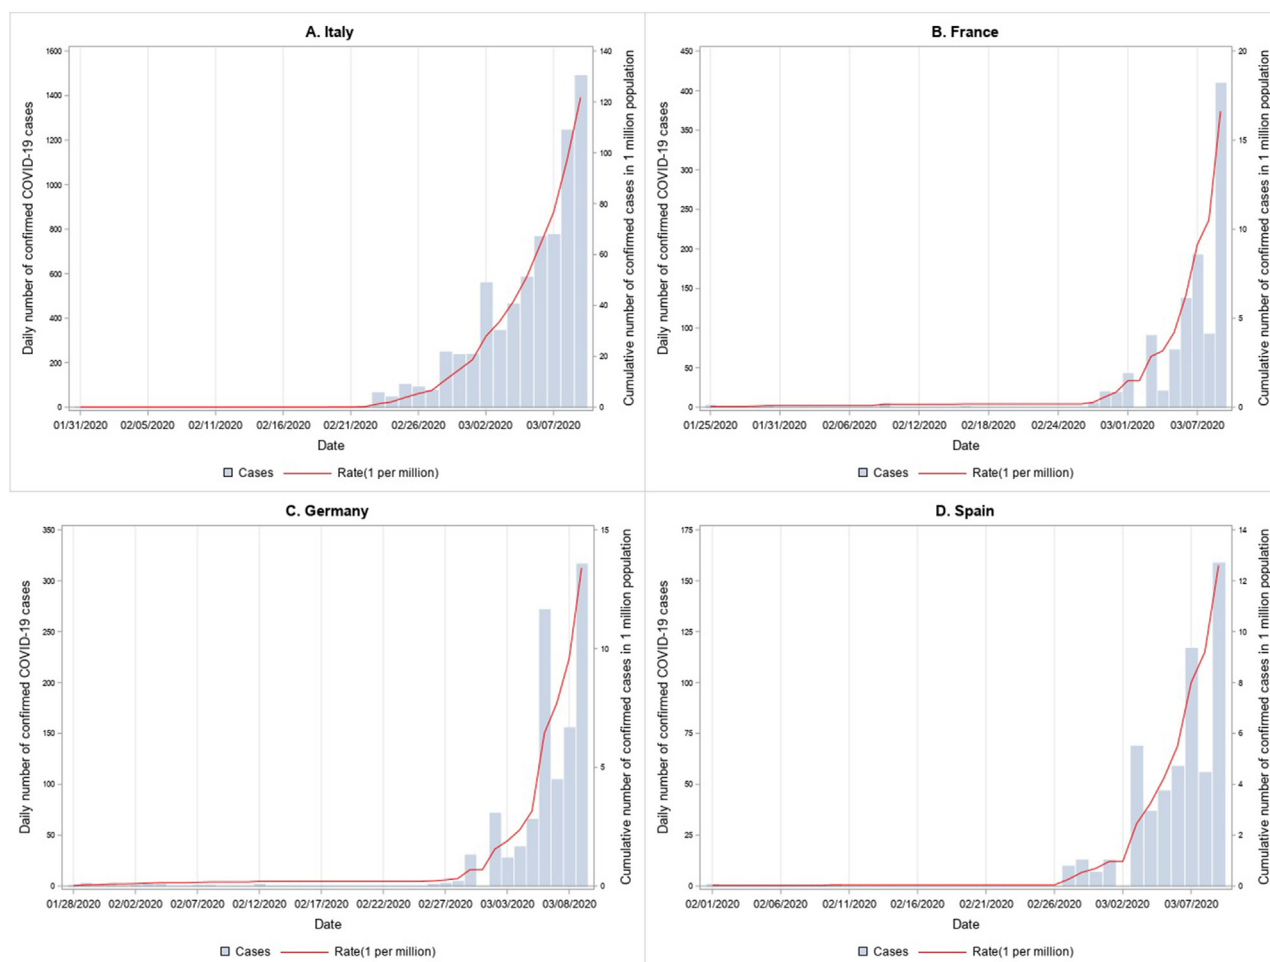 A. Italy
Daily number of confirmed COVID-19 cases
1600
1400
1200
1000
800
600
400
200
0
140
120
100
80
60
40
20
0
Cumulative number of confirmed cases in 1 million population
01/31/2020 02/05/2020 02/11/2020 02/16/2020 02/21/2020 02/26/2020 03/02/2020 03/07/2020
Date
Cases Rate(1 per million)
B. France
Daily number of confirmed COVID-19 cases
450
400
350
300
250
200
150
100
50
0
20
15
10
5
0
Cumulative number of confirmed cases in 1 million population
01/25/2020 01/31/2020 02/06/2020 02/12/2020 02/18/2020 02/24/2020 03/01/2020 03/07/2020
Date
Cases Rate(1 per million)
C. Germany
Daily number of confirmed COVID-19 cases
350
300
250
200
150
100
50
0
15
10
5
0
Cumulative number of confirmed cases in 1 million population
01/28/2020 02/02/2020 02/07/2020 02/12/2020 02/17/2020 02/22/2020 02/27/2020 03/03/2020 03/08/2020
Date
Cases Rate(1 per million)
D. Spain
Daily number of confirmed COVID-19 cases
175
150
125
100
75
50
25
0
14
12
10
8
6
4
2
0
Cumulative number of confirmed cases in 1 million population
02/01/2020 02/06/2020 02/11/2020 02/16/2020 02/21/2020 02/26/2020 03/02/2020 03/07/2020
Date
Cases Rate(1 per million)